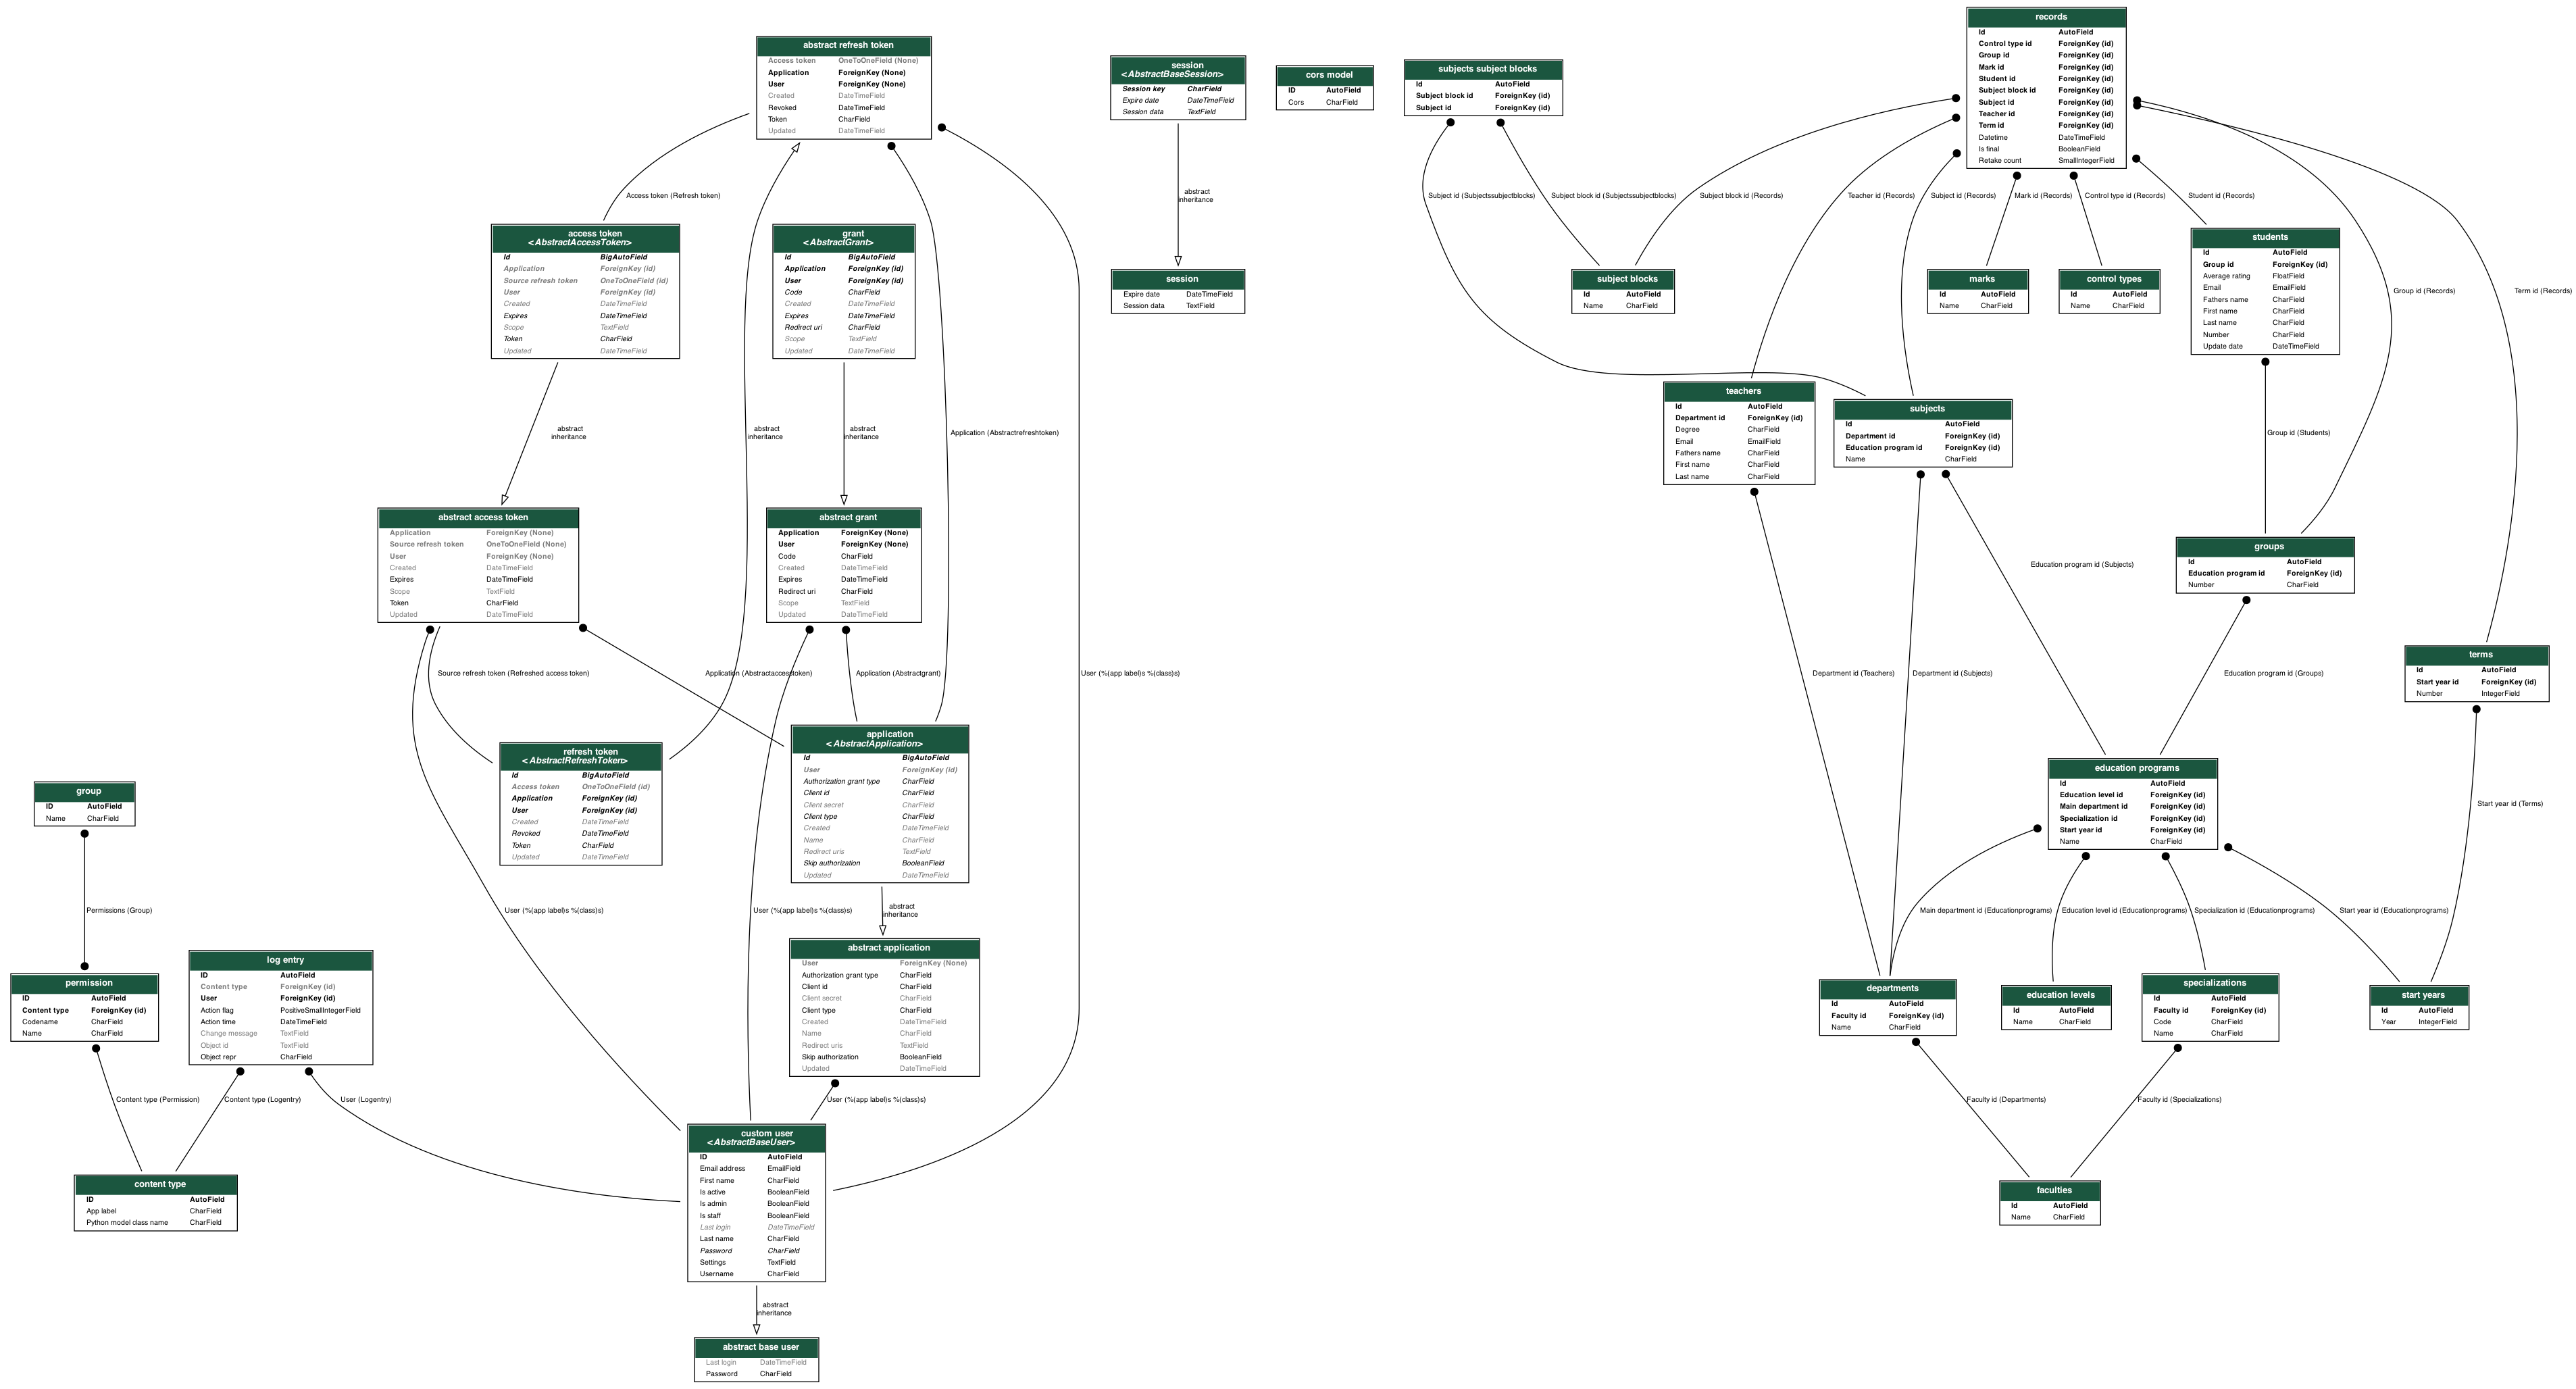 abstract refresh token
Access token OneToOneField (None)
Application ForeignKey (None)
User ForeignKey (None)
Created DateTimeField
Revoked DateTimeField
Token CharField
Updated DateTimeField
session
<AbstractBaseSession>
Session key CharField
Expire date DateTimeField
Session data TextField
cors model
ID AutoField
Cors CharField
subjects subject blocks
Id AutoField
Subject block id ForeignKey (id)
Subject id ForeignKey (id)
records
Id AutoField
Control type id ForeignKey (id)
Group id ForeignKey (id)
Mark id ForeignKey (id)
Student id ForeignKey (id)
Subject block id ForeignKey (id)
Subject id ForeignKey (id)
Teacher id ForeignKey (id)
Term id ForeignKey (id)
Datetime DateTimeField
Is final BooleanField
Retake count SmallIntegerField
Access token (Refresh token)
abstract
inheritance
Subject id (Subjectssubjectblocks)
Subject block id (Subjectssubjectblocks)
Subject block id (Records)
Teacher id (Records)
Subject id (Records)
Mark id (Records)
Control type id (Records)
Student id (Records)
access token
<AbstractAccessToken>
Id BigAutoField
Application ForeignKey (id)
Source refresh token OneToOneField (id)
User ForeignKey (id)
Created DateTimeField
Expires DateTimeField
Scope TextField
Token CharField
Updated DateTimeField
grant
<AbstractGrant>
Id BigAutoField
Application ForeignKey (id)
User ForeignKey (id)
Code CharField
Created DateTimeField
Expires DateTimeField
Redirect uri CharField
Scope TextField
Updated DateTimeField
session
Expire date DateTimeField
Session data TextField
subject blocks
Id AutoField
Name CharField
marks
Id AutoField
Name CharField
control types
Id AutoField
Name CharField
students
Id AutoField
Group id ForeignKey (id)
Average rating FloatField
Email EmailField
Fathers name CharField
First name CharField
Last name CharField
Number CharField
Update date DateTimeField
Group id (Records)
Term id (Records)
teachers
Id AutoField
Department id ForeignKey (id)
Degree CharField
Email EmailField
Fathers name CharField
First name CharField
Last name CharField
subjects
Id AutoField
Department id ForeignKey (id)
Education program id ForeignKey (id)
Name CharField
abstract
inheritance
abstract
inheritance
abstract
inheritance
Application (Abstractrefreshtoken)
Group id (Students)
abstract access token
Application ForeignKey (None)
Source refresh token OneToOneField (None)
User ForeignKey (None)
Created DateTimeField
Expires DateTimeField
Scope TextField
Token CharField
Updated DateTimeField
abstract grant
Application ForeignKey (None)
User ForeignKey (None)
Code CharField
Created DateTimeField
Expires DateTimeField
Redirect uri CharField
Scope TextField
Updated DateTimeField
Education program id (Subjects)
groups
Id AutoField
Education program id ForeignKey (id)
Number CharField
Source refresh token (Refreshed access token)
Application (Abstractaccesstoken)
Application (Abstractgrant)
User (%(app label)s %(class)s)
Department id (Teachers)
Department id (Subjects)
Education program id (Groups)
terms
Id AutoField
Start year id ForeignKey (id)
Number IntegerField
refresh token
<AbstractRefreshToken>
Id BigAutoField
Access token OneToOneField (id)
Application ForeignKey (id)
User ForeignKey (id)
Created DateTimeField
Revoked DateTimeField
Token CharField
Updated DateTimeField
application
<AbstractApplication>
Id BigAutoField
User ForeignKey (id)
Authorization grant type CharField
Client id CharField
Client secret CharField
Client type CharField
Created DateTimeField
Name CharField
Redirect uris TextField
Skip authorization BooleanField
Updated DateTimeField
group
ID AutoField
Name CharField
education programs
Id AutoField
Education level id ForeignKey (id)
Main department id ForeignKey (id)
Specialization id ForeignKey (id)
Start year id ForeignKey (id)
Name CharField
Start year id (Terms)
Permissions (Group)
User (%(app label)s %(class)s)
User (%(app label)s %(class)s)
abstract
inheritance
Main department id (Educationprograms)
Education level id (Educationprograms)
Specialization id (Educationprograms)
Start year id (Educationprograms)
permission
ID AutoField
Content type ForeignKey (id)
Codename CharField
Name CharField
log entry
ID AutoField
Content type ForeignKey (id)
User ForeignKey (id)
Action flag PositiveSmallIntegerField
Action time DateTimeField
Change message TextField
Object id TextField
Object repr CharField
abstract application
User ForeignKey (None)
Authorization grant type CharField
Client id CharField
Client secret CharField
Client type CharField
Created DateTimeField
Name CharField
Redirect uris TextField
Skip authorization BooleanField
Updated DateTimeField
departments
Id AutoField
Faculty id ForeignKey (id)
Name CharField
education levels
Id AutoField
Name CharField
specializations
Id AutoField
Faculty id ForeignKey (id)
Code CharField
Name CharField
start years
Id AutoField
Year IntegerField
Content type (Permission)
Content type (Logentry)
User (Logentry)
User (%(app label)s %(class)s)
Faculty id (Departments)
Faculty id (Specializations)
content type
ID AutoField
App label CharField
Python model class name CharField
custom user
<AbstractBaseUser>
ID AutoField
Email address EmailField
First name CharField
Is active BooleanField
Is admin BooleanField
Is staff BooleanField
Last login DateTimeField
Last name CharField
Password CharField
Settings TextField
Username CharField
faculties
Id AutoField
Name CharField
abstract
inheritance
abstract base user
Last login DateTimeField
Password CharField